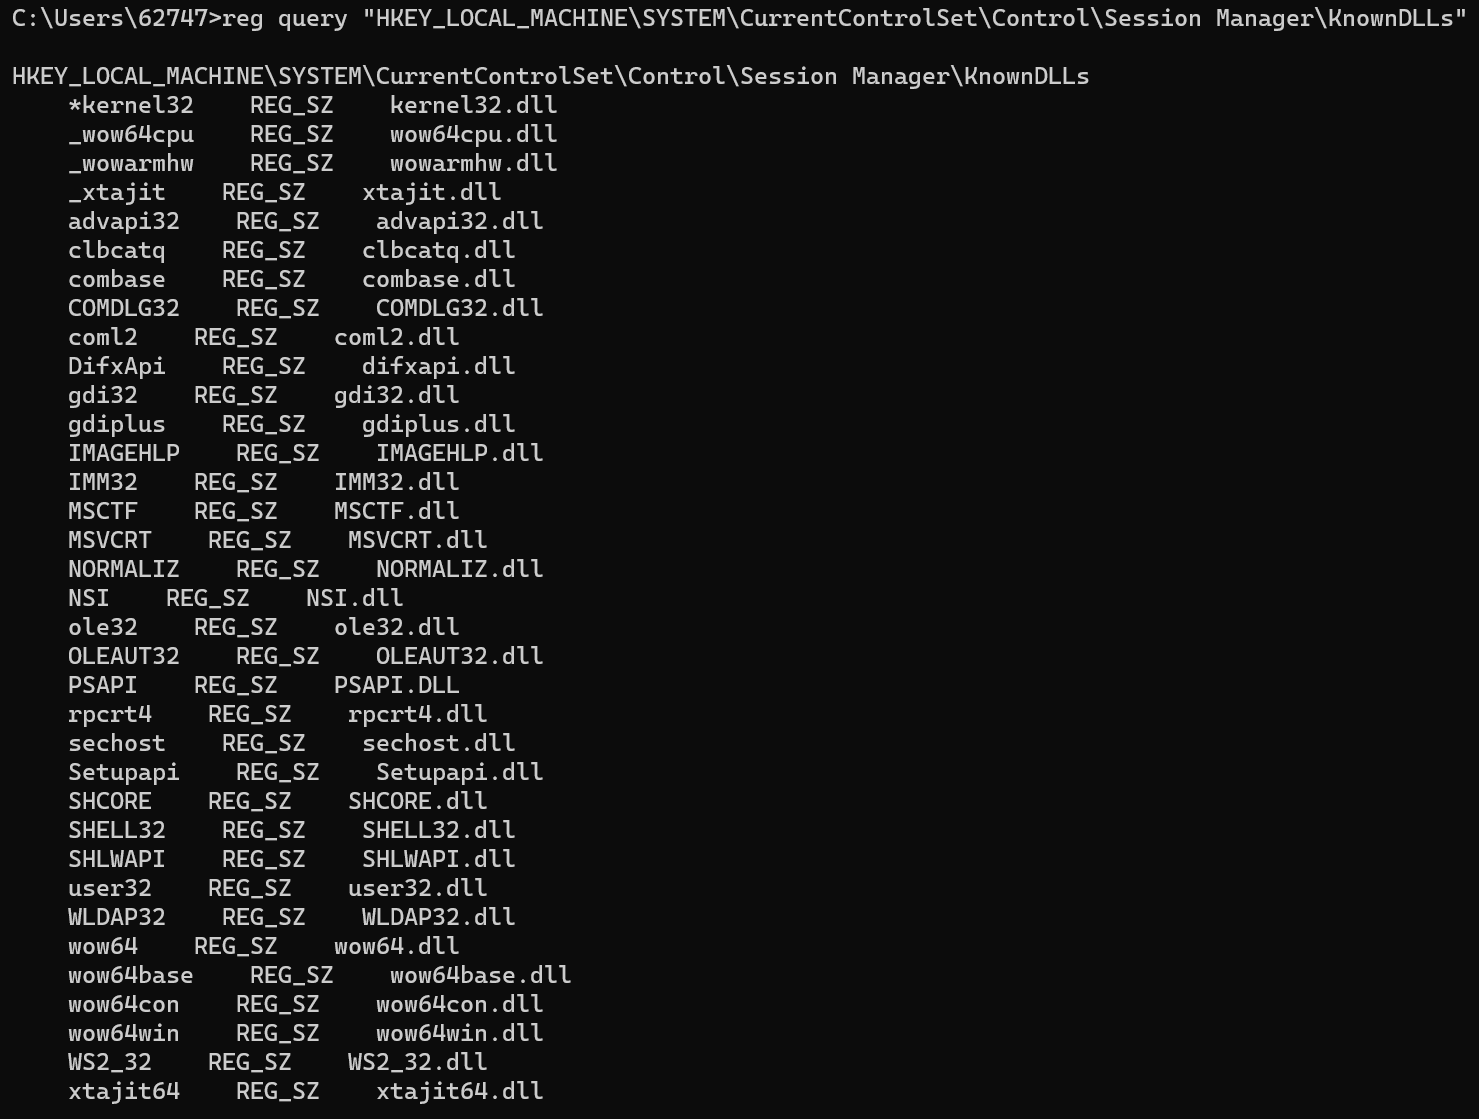 C:\Users\62747>reg query "HKEY_LOCAL_MACHINE\SYSTEM\CurrentControlSet\Control\Session Manager\KnownDLLs"
HKEY_LOCAL_MACHINE\SYSTEM\CurrentControlSet\Control\Session Manager\KnownDLLs
*kernel32    REG_SZ    kernel32.dll
_wow64cpu    REG_SZ    wow64cpu.dll
_wowarmhw    REG_SZ    wowarmhw.dll
_xtajit    REG_SZ    xtajit.dll
advapi32    REG_SZ    advapi32.dll
clbcatq    REG_SZ    clbcatq.dll
combase    REG_SZ    combase.dll
COMDLG32    REG_SZ    COMDLG32.dll
coml2    REG_SZ    coml2.dll
DifxApi    REG_SZ    difxapi.dll
gdi32    REG_SZ    gdi32.dll
gdiplus    REG_SZ    gdiplus.dll
IMAGEHLP    REG_SZ    IMAGEHLP.dll
IMM32    REG_SZ    IMM32.dll
MSCTF    REG_SZ    MSCTF.dll
MSVCRT    REG_SZ    MSVCRT.dll
NORMALIZ    REG_SZ    NORMALIZ.dll
NSI    REG_SZ    NSI.dll
ole32    REG_SZ    ole32.dll
OLEAUT32    REG_SZ    OLEAUT32.dll
PSAPI    REG_SZ    PSAPI.DLL
rpcrt4    REG_SZ    rpcrt4.dll
sechost    REG_SZ    sechost.dll
Setupapi    REG_SZ    Setupapi.dll
SHCORE    REG_SZ    SHCORE.dll
SHELL32    REG_SZ    SHELL32.dll
SHLWAPI    REG_SZ    SHLWAPI.dll
user32    REG_SZ    user32.dll
WLDAP32    REG_SZ    WLDAP32.dll
wow64    REG_SZ    wow64.dll
wow64base    REG_SZ    wow64base.dll
wow64con    REG_SZ    wow64con.dll
wow64win    REG_SZ    wow64win.dll
WS2_32    REG_SZ    WS2_32.dll
xtajit64    REG_SZ    xtajit64.dll